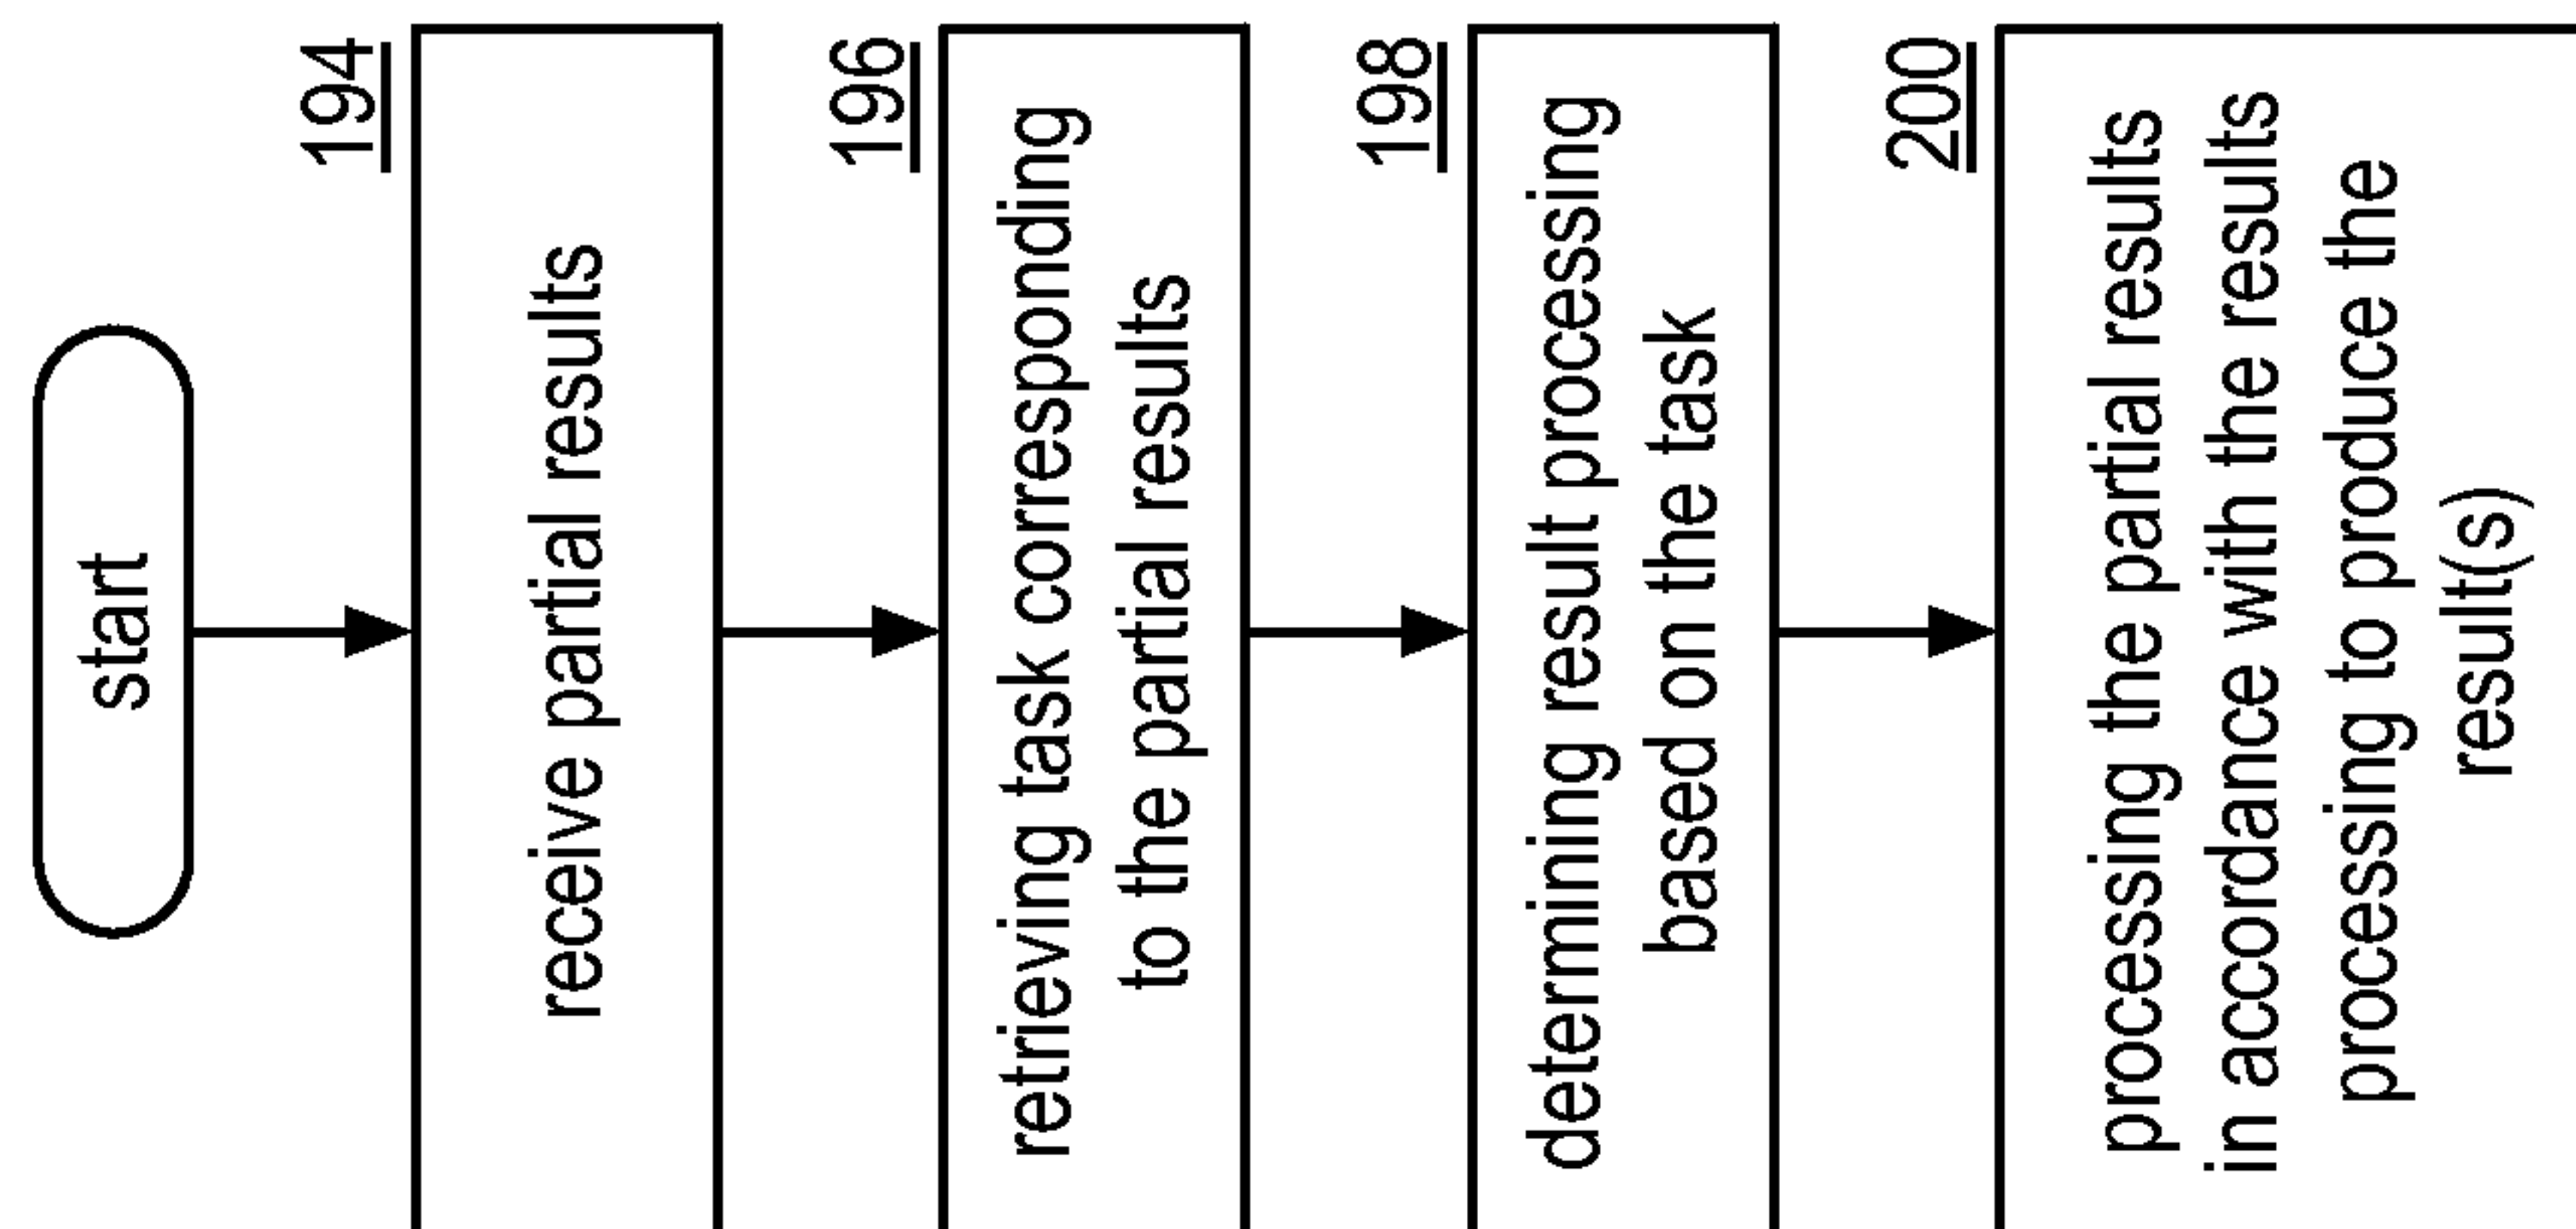 start
194
receive partial results
196
retrieving task corresponding
to the partial results
198
determining result processing
based on the task
200
processing the partial results
in accordance with the results
processing to produce the
result(s)